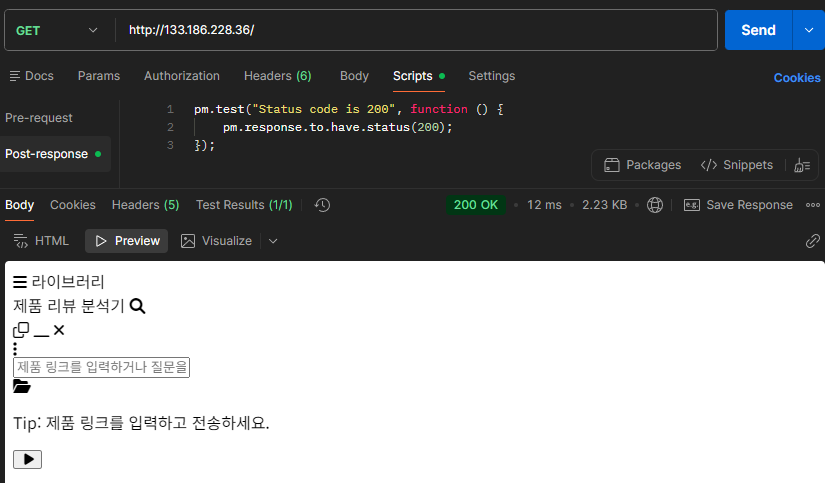 GET http://133.186.228.36/ Send
Docs Params Authorization Headers (6) Body Scripts Settings Cookies
Pre-request
Post-response
1 pm.test("Status code is 200", function () {
2 pm.response.to.have.status(200);
3 });
Packages Snippets
Body Cookies Headers (5) Test Results (1/1) 200 OK 12 ms 2.23 KB e.g. Save Response
HTML Preview Visualize
라이브러리
제품 리뷰 분석기
제품 링크를 입력하거나 질문을
Tip: 제품 링크를 입력하고 전송하세요.